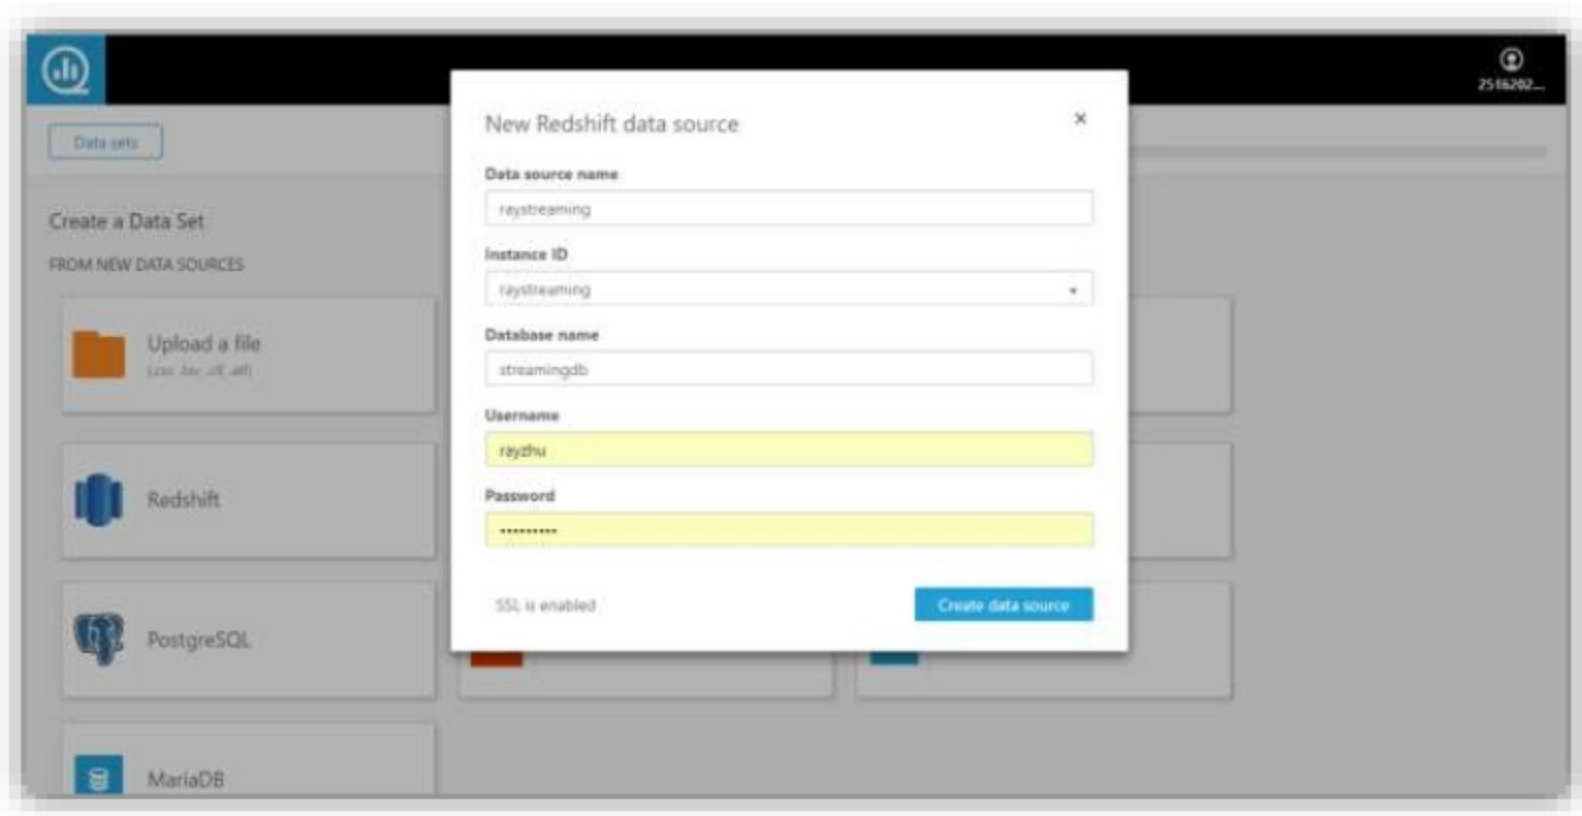 2516202...
Data sets
Create a Data Set
FROM NEW DATA SOURCES
Upload a file
Redshift
PostgreSQL
MariaDB
New Redshift data source
×
Data source name
raystreaming
Instance ID
raystreaming
Database name
streamingdb
Username
rayzhu
Password
•••••••••
SSL is enabled
Create data source